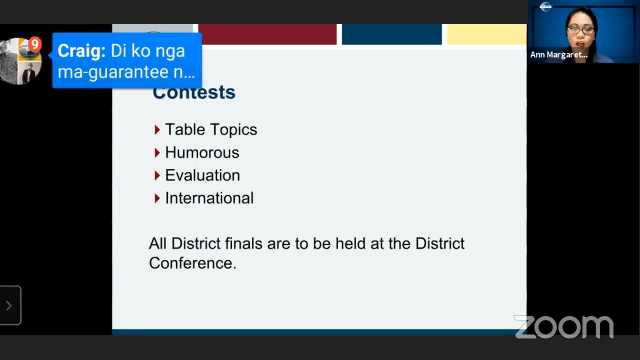 9
Craig: Di ko nga
ma-guarantee n...
Ann Margaret...
Contests
Table Topics
Humorous
Evaluation
International
All District finals are to be held at the District
Conference.
zoom